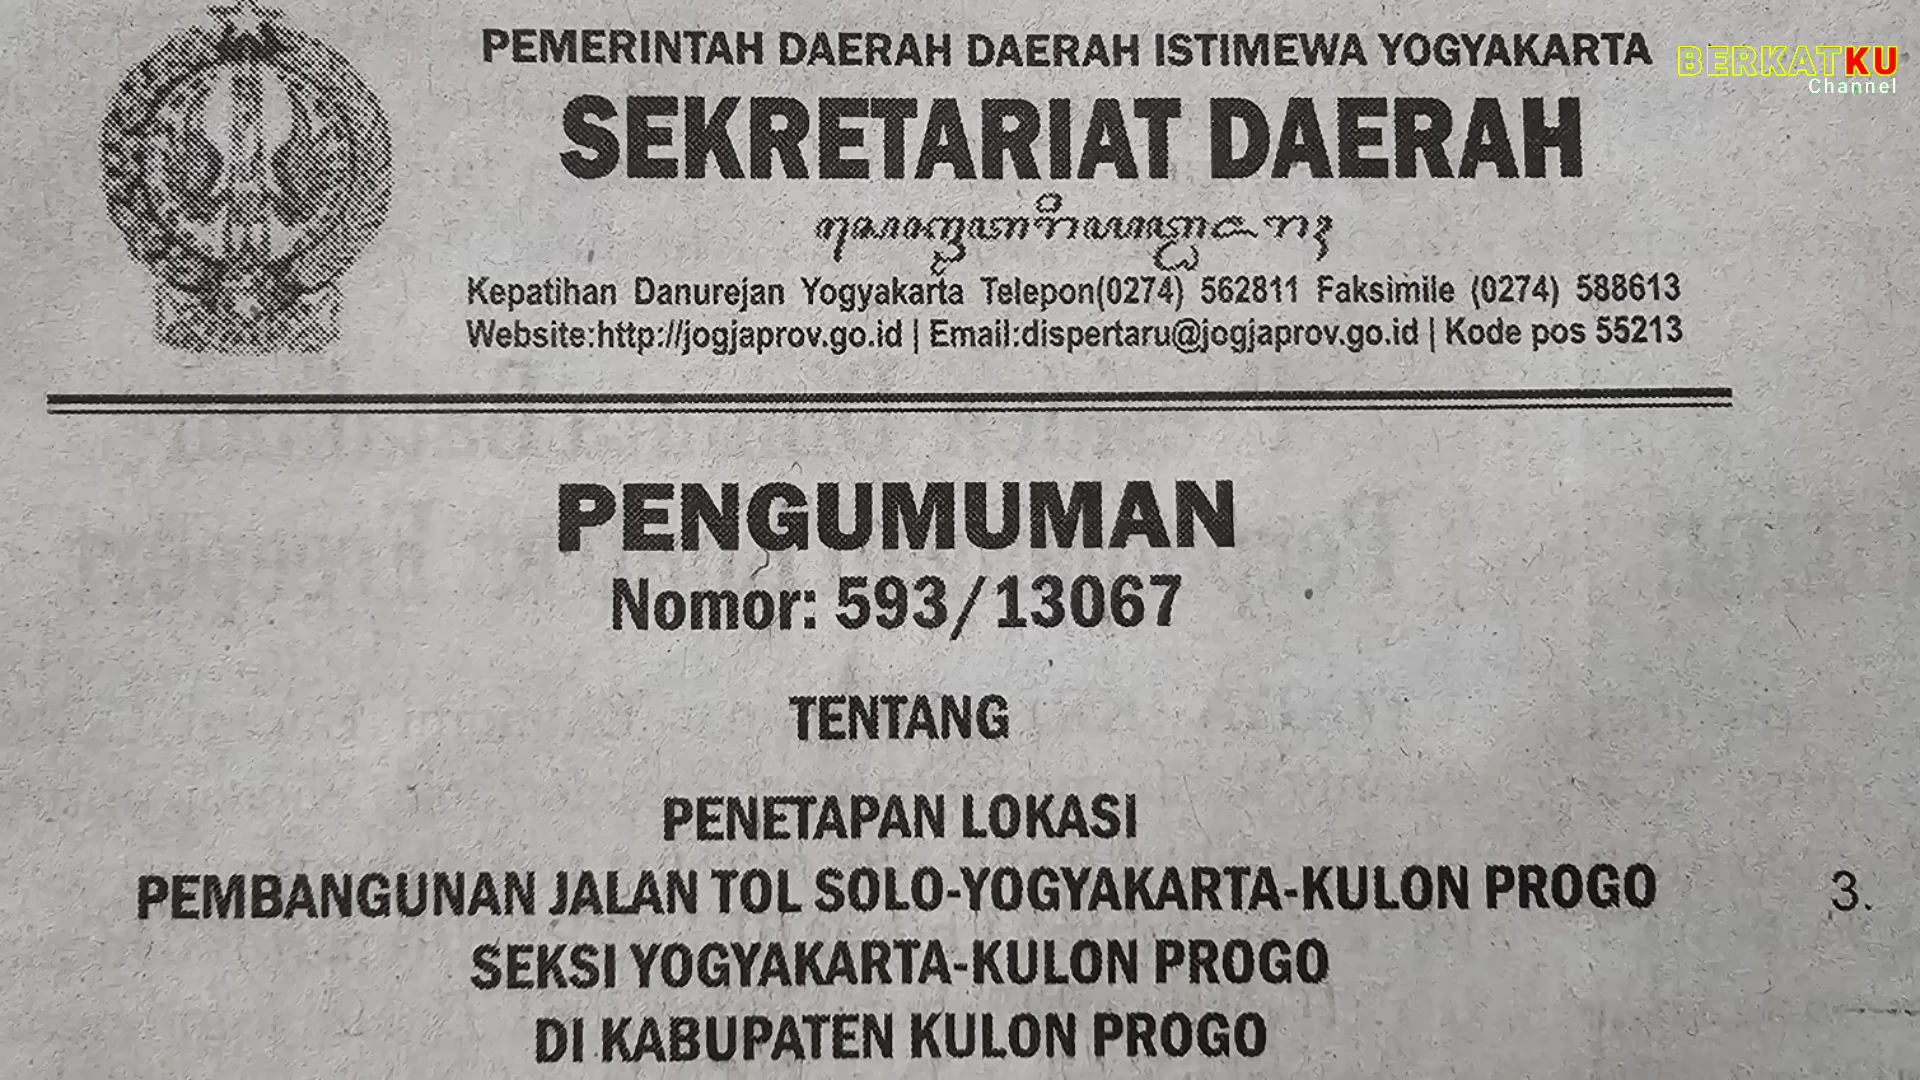 PEMERINTAH DAERAH DAERAH ISTIMEWA YOGYAKARTA
BERKATKU
Channel
SEKRETARIAT DAERAH
Kepatihan Danurejan Yogyakarta Telepon(0274) 562811 Faksimile (0274) 588613
Website:http://jogjaprov.go.id | Email:dispertaru@jogjaprov.go.id | Kode pos 55213
PENGUMUMAN
Nomor: 593/13067
TENTANG
PENETAPAN LOKASI
PEMBANGUNAN JALAN TOL SOLO-YOGYAKARTA-KULON PROGO
3.
SEKSI YOGYAKARTA-KULON PROGO
DI KABUPATEN KULON PROGO